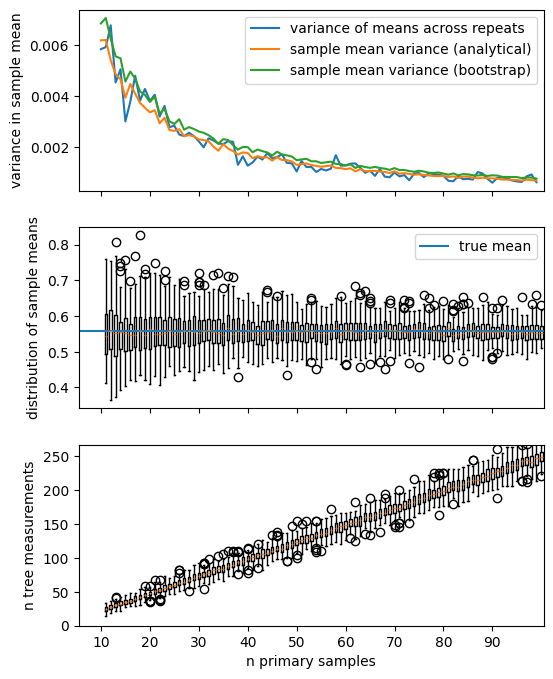 variance in sample mean
0.006
0.004
0.002
variance of means across repeats
sample mean variance (analytical)
sample mean variance (bootstrap)
distribution of sample means
0.8
0.7
0.6
0.5
0.4
true mean
n tree measurements
250
200
150
100
50
0
10 20 30 40 50 60 70 80 90
n primary samples